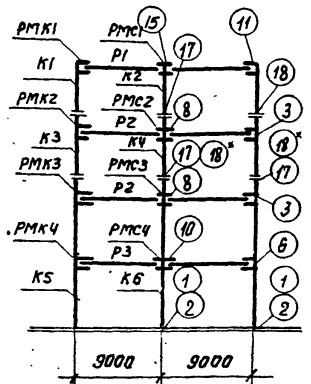 РМК1 РМС1 15 17 11
Р1
К1 К2 18
РМК2 РМС2 8 3
Р2
К3 К4 17 18* 18*
РМК3 РМС3 8 17
Р2 3
РМК4 РМС4 10 6
Р3
К5 К6 1 1
2 2
9000 9000